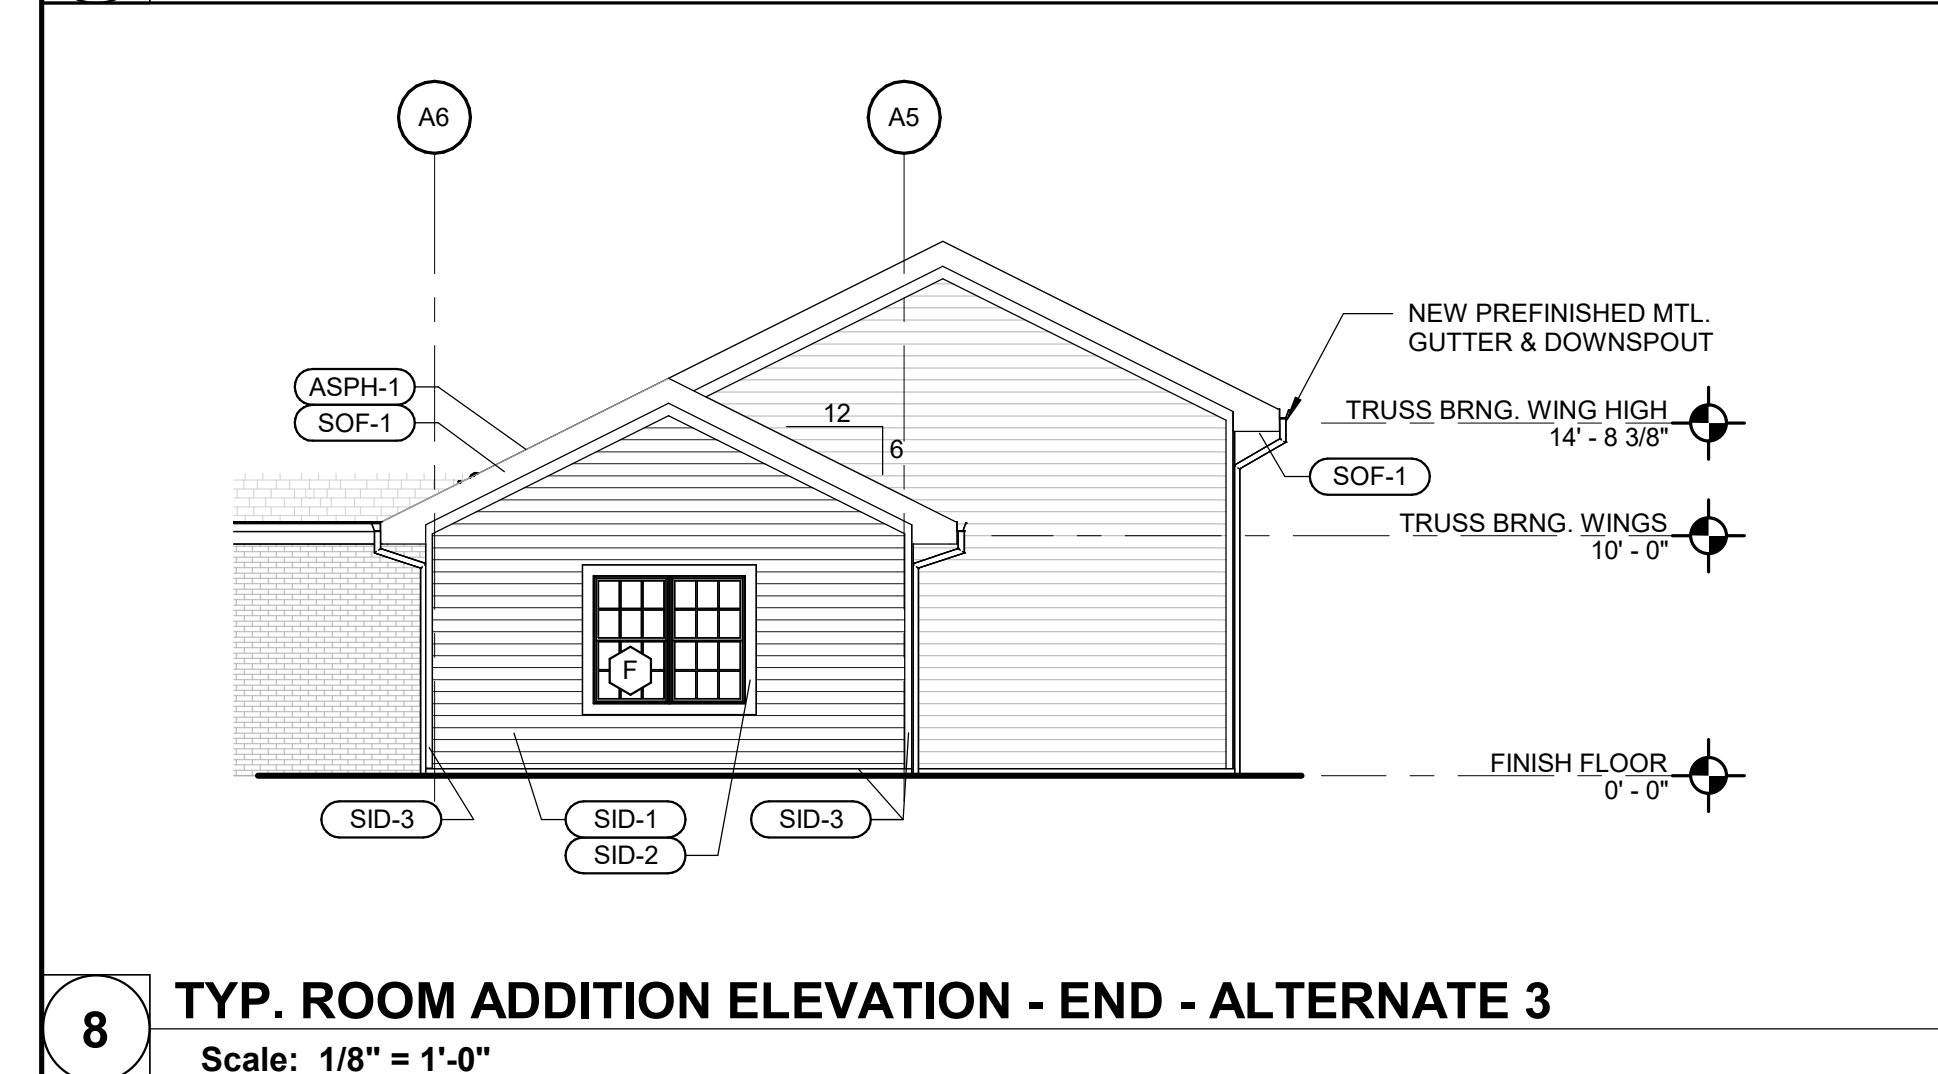 A6
A5
NEW PREFINISHED MTL.
GUTTER & DOWNSPOUT
ASPH-1
SOF-1
12
6
TRUSS BRNG. WING HIGH
14' - 8 3/8"
SOF-1
TRUSS BRNG. WINGS
10' - 0"
F
FINISH FLOOR
0' - 0"
SID-3
SID-1
SID-3
SID-2
8
TYP. ROOM ADDITION ELEVATION - END - ALTERNATE 3
Scale: 1/8" = 1'-0"